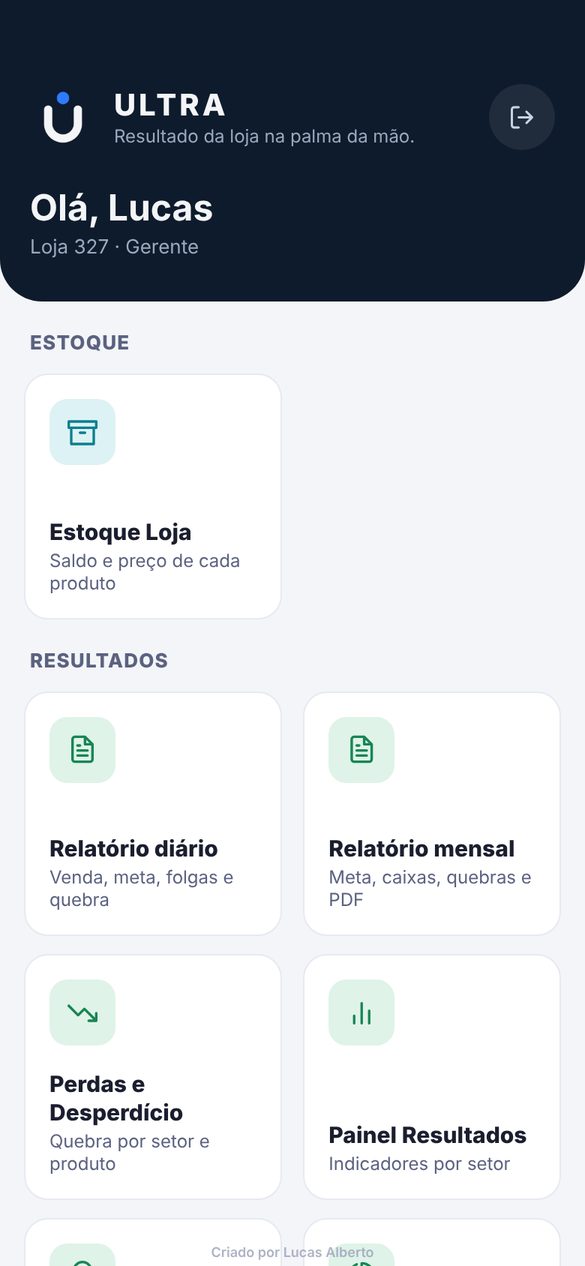 ULTRA
Resultado da loja na palma da mão.
Olá, Lucas
Loja 327 · Gerente
ESTOQUE
Estoque Loja
Saldo e preço de cada
produto
RESULTADOS
Relatório diário
Venda, meta, folgas e
quebra
Relatório mensal
Meta, caixas, quebras e
PDF
Perdas e
Desperdício
Quebra por setor e
produto
Painel Resultados
Indicadores por setor
Criado por Lucas Alberto